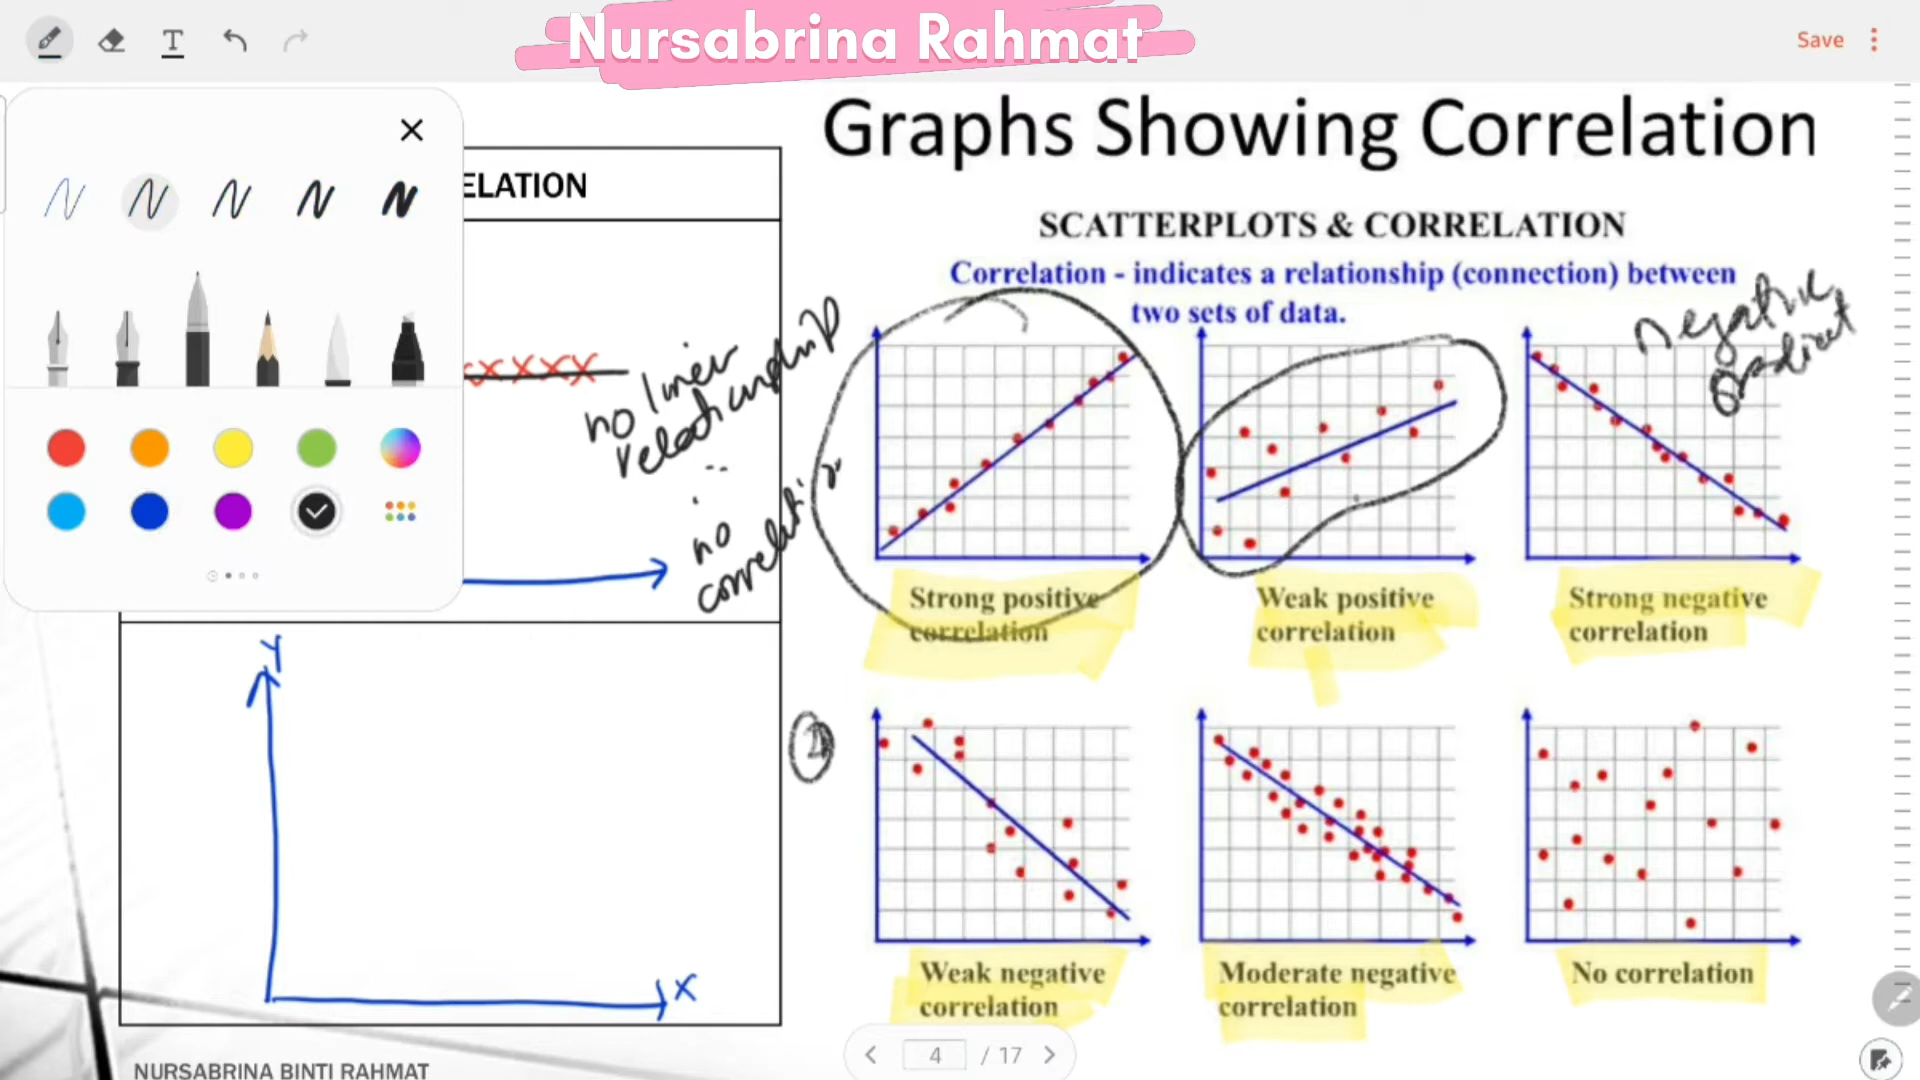 Nursabrina Rahmat
Save
ELATION
xxxxx
no linear
relationship
no
correlation
Y
X
NURSABRINA BINTI RAHMAT
Graphs Showing Correlation
SCATTERPLOTS & CORRELATION
Correlation - indicates a relationship (connection) between
two sets of data.
negative
gradient
Strong positive
correlation
Weak positive
correlation
Strong negative
correlation
Weak negative
correlation
Moderate negative
correlation
No correlation
4 / 17